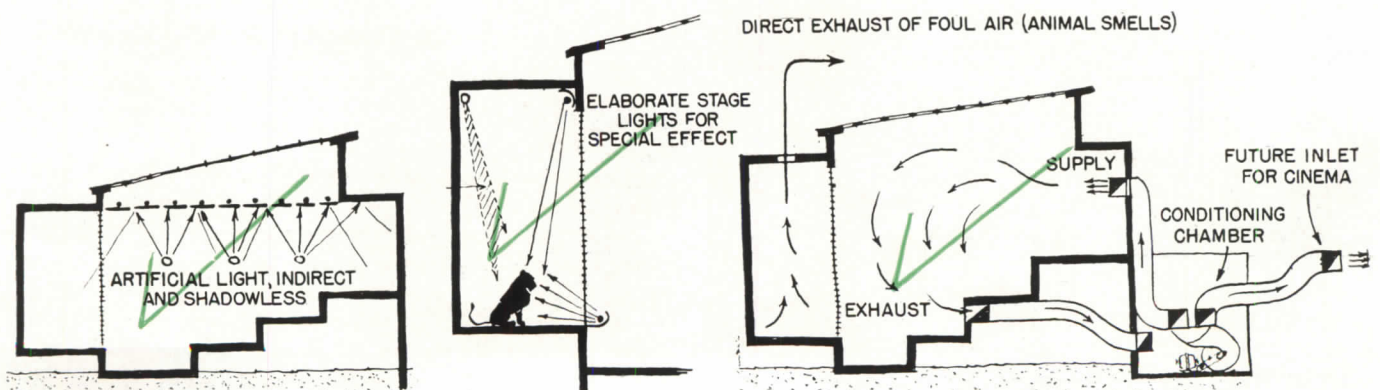 ARTIFICIAL LIGHT, INDIRECT
AND SHADOWLESS
ELABORATE STAGE
LIGHTS FOR
SPECIAL EFFECT
DIRECT EXHAUST OF FOUL AIR (ANIMAL SMELLS)
SUPPLY
EXHAUST
CONDITIONING
CHAMBER
FUTURE INLET
FOR CINEMA